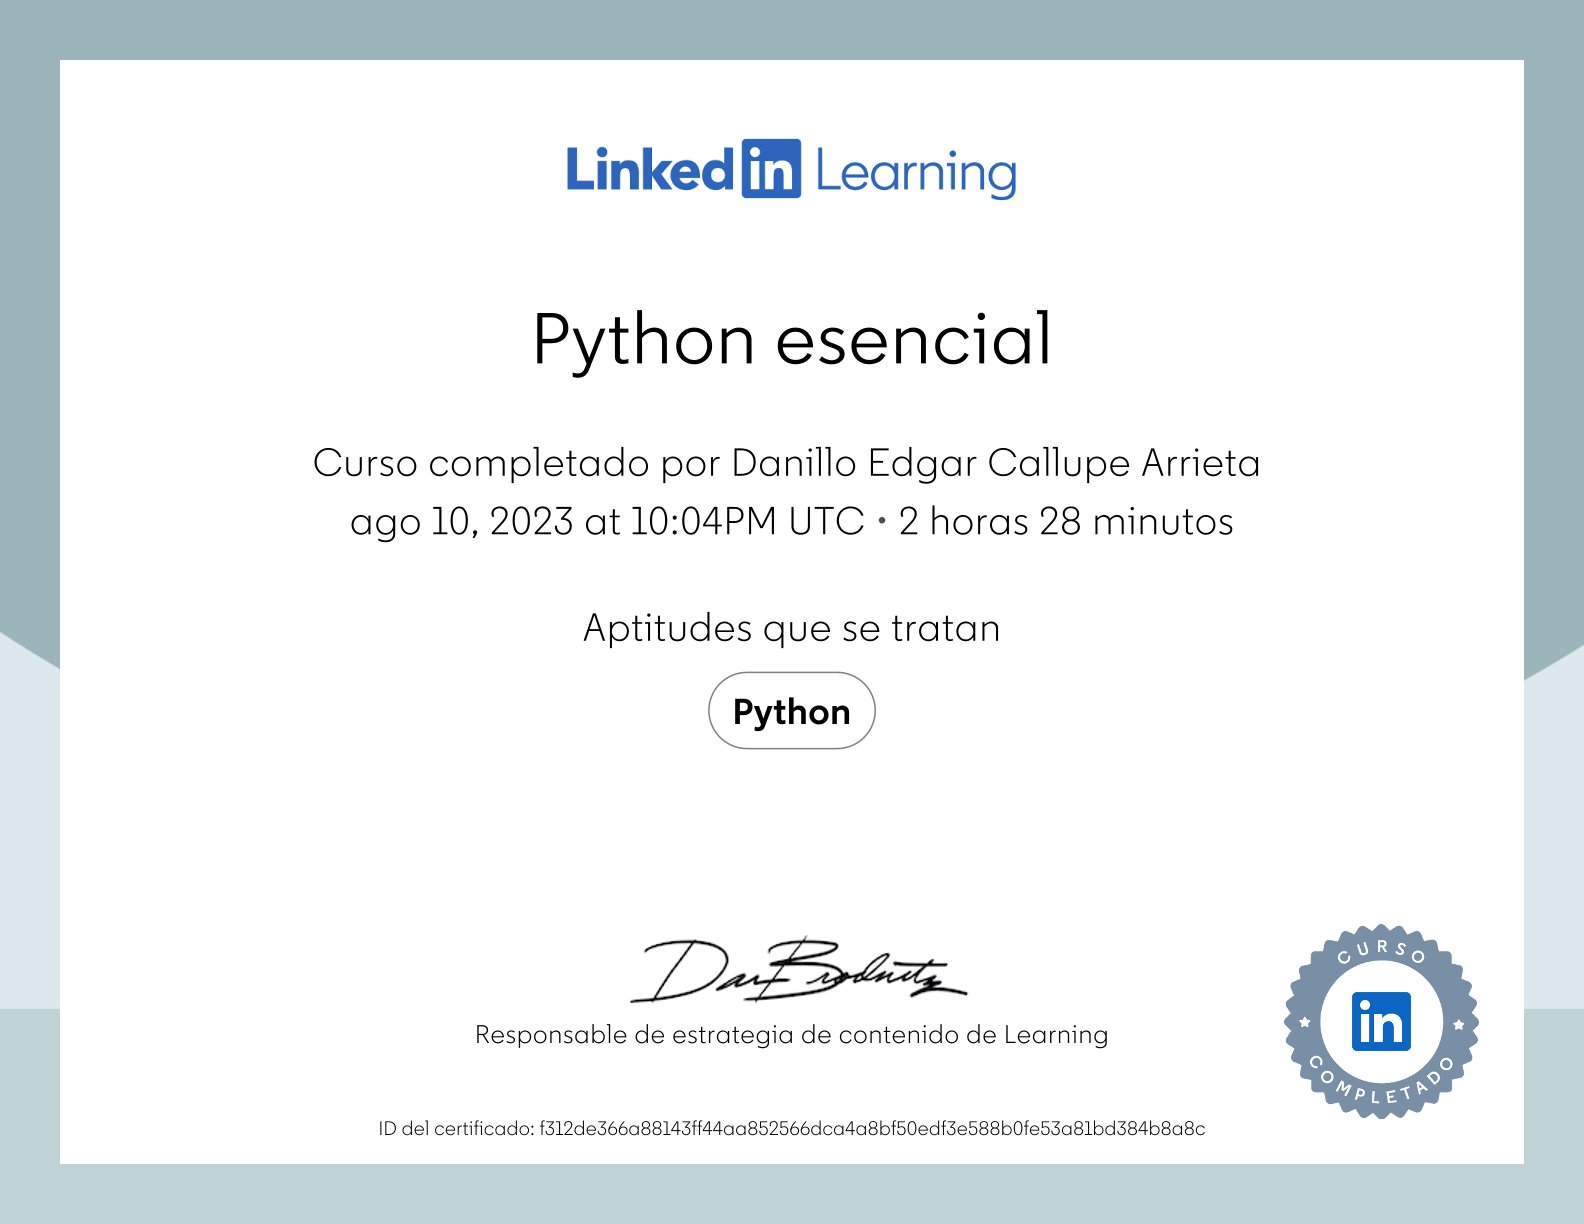 Linkedin Learning
Python esencial
Curso completado por Danillo Edgar Callupe Arrieta
ago 10, 2023 at 10:04PM UTC • 2 horas 28 minutos
Aptitudes que se tratan
Python
Dan Brodnitz
Responsable de estrategia de contenido de Learning
CURSO
in
COMPLETADO
ID del certificado: f312de366a88143ff44aa852566dca4a8bf50edf3e588b0fe53a81bd384b8a8c